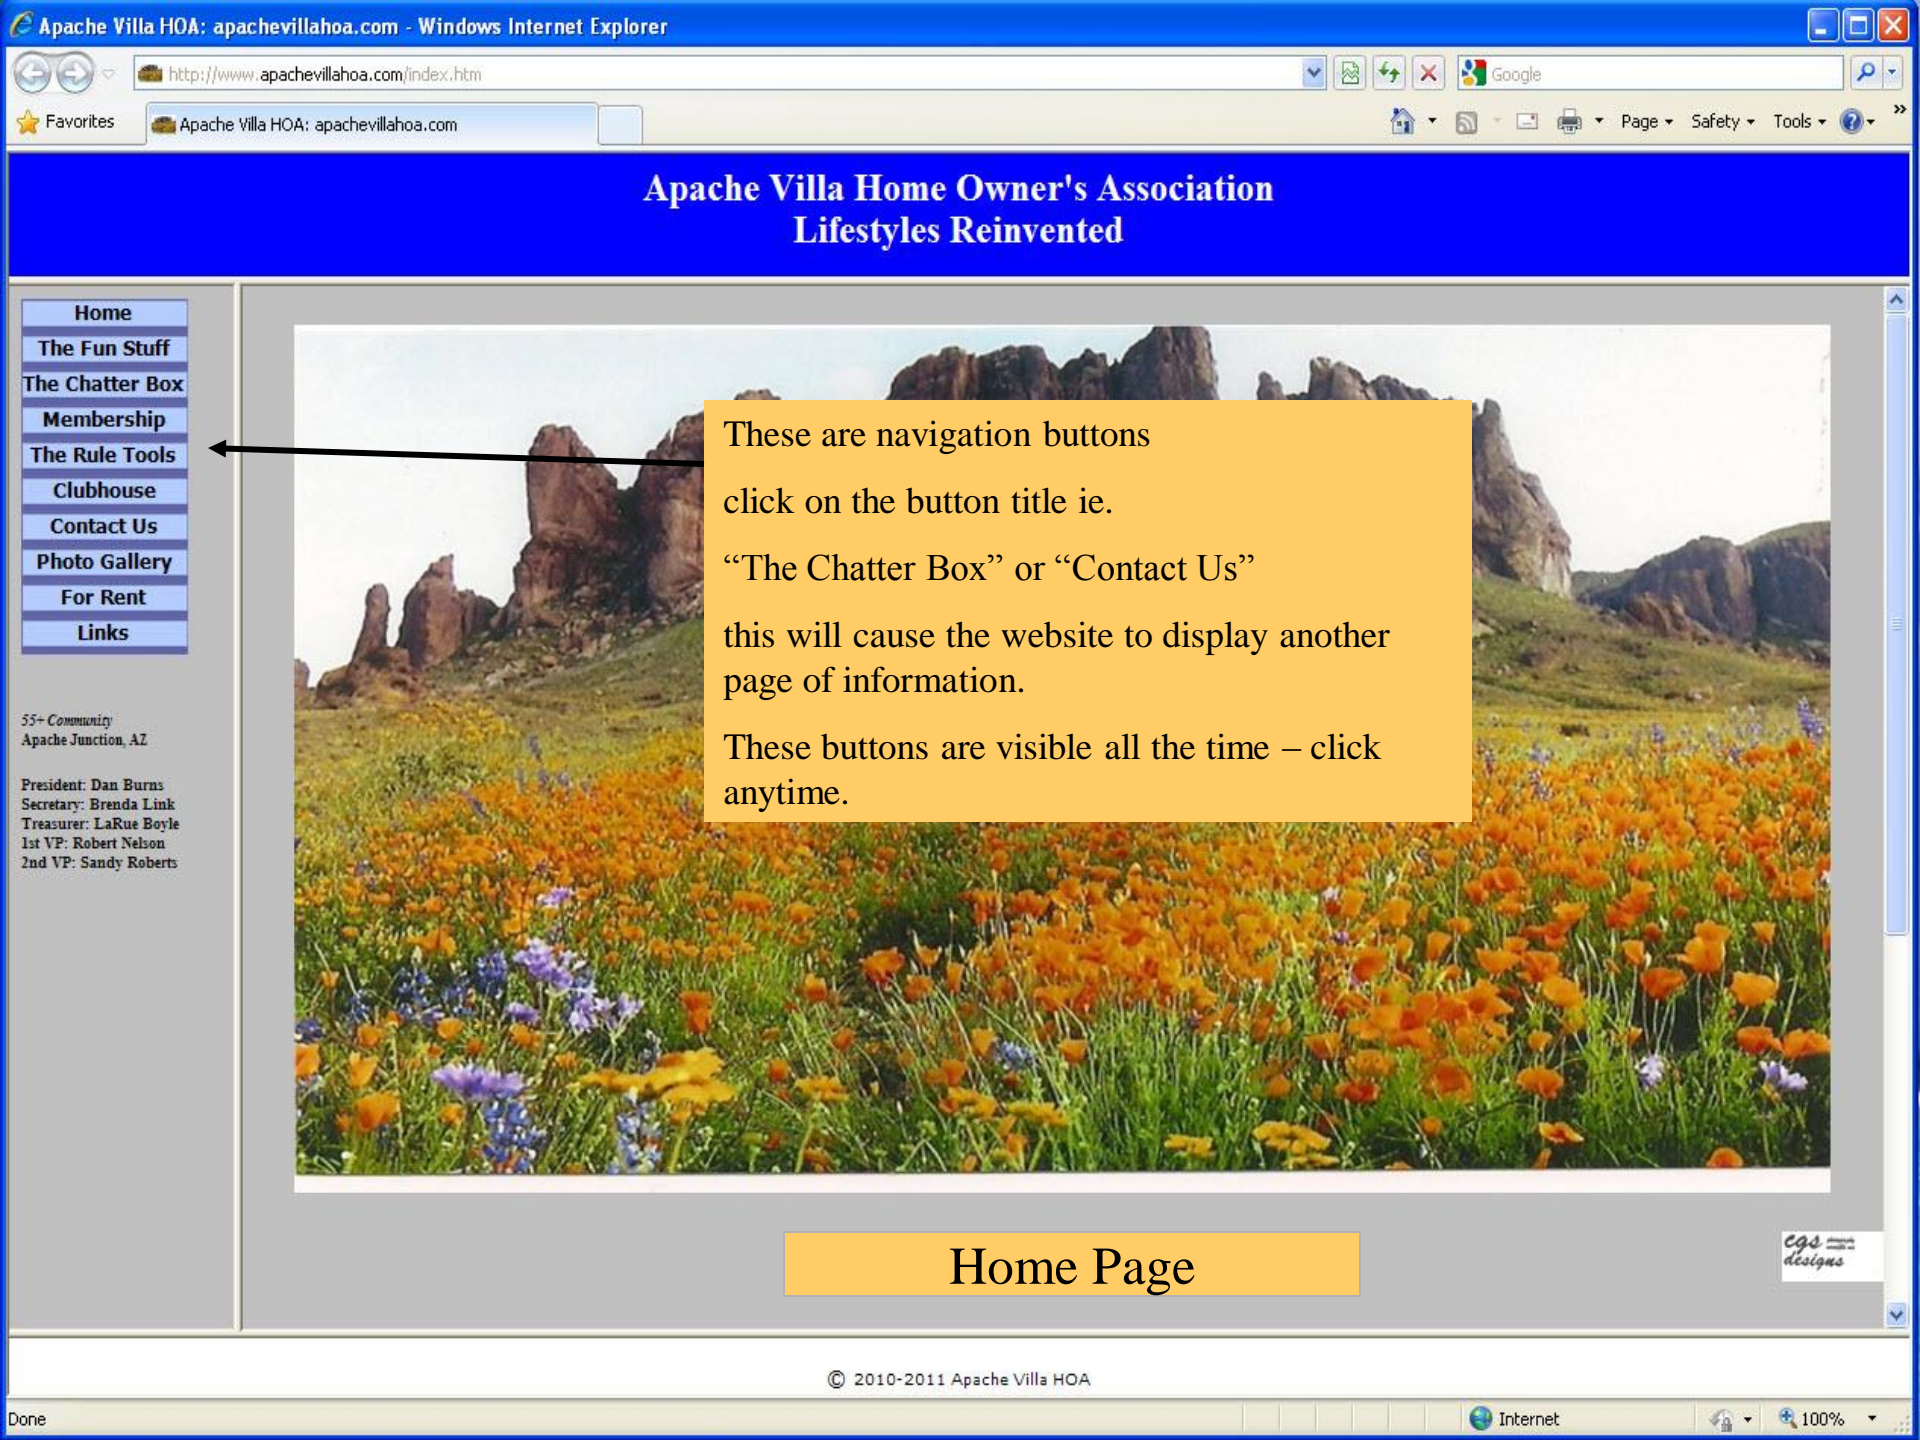 Apache Villa HOA: apachevillahoa.com - Windows Internet Explorer
http://www.apachevillahoa.com/index.htm
Google
Favorites
Apache Villa HOA: apachevillahoa.com
Page
Safety
Tools
Apache Villa Home Owner's Association
Lifestyles Reinvented
Home
The Fun Stuff
The Chatter Box
Membership
The Rule Tools
Clubhouse
Contact Us
Photo Gallery
For Rent
Links
55+ Community
Apache Junction, AZ
President: Dan Burns
Secretary: Brenda Link
Treasurer: LaRue Boyle
1st VP: Robert Nelson
2nd VP: Sandy Roberts
These are navigation buttons
click on the button title ie.
“The Chatter Box” or “Contact Us”
this will cause the website to display another
page of information.
These buttons are visible all the time – click
anytime.
Home Page
cgs
designs
© 2010-2011 Apache Villa HOA
Done
Internet
100%